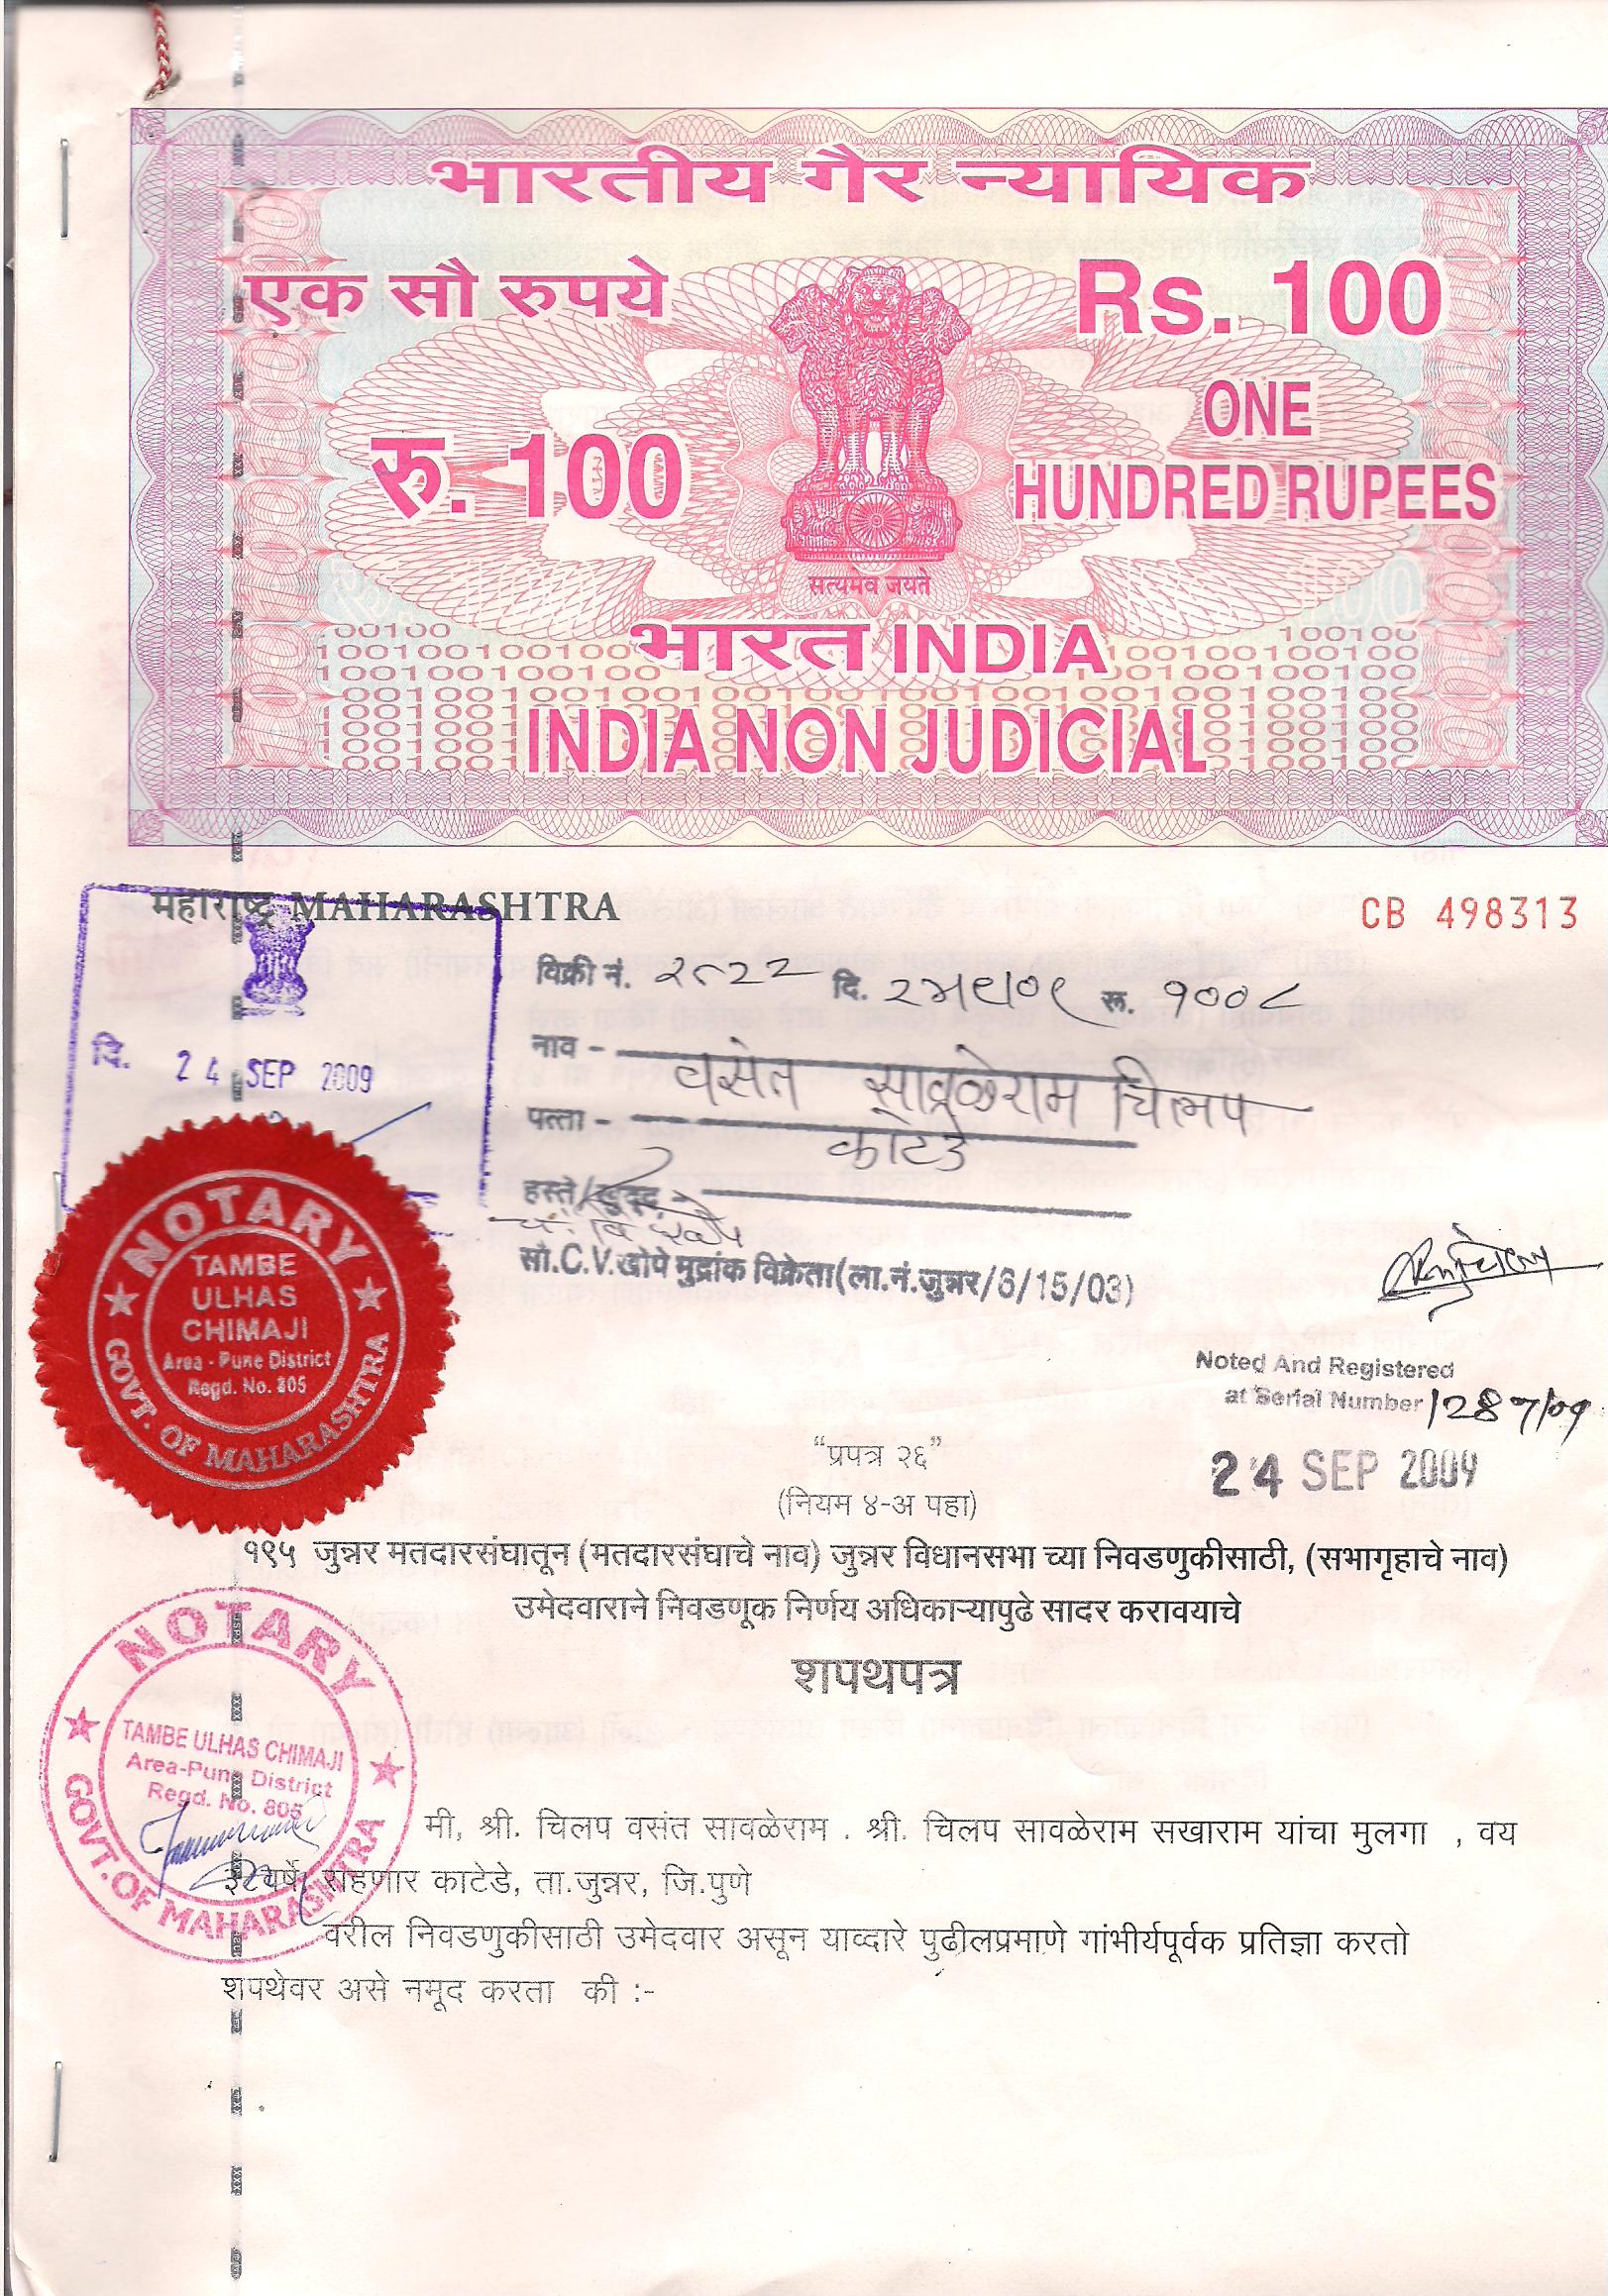 भारतीय गैर न्यायिक
एक सौ रुपये
Rs. 100
रु. 100
ONE
HUNDRED RUPEES
सत्यमेव जयते
भारत INDIA
INDIA NON JUDICIAL
महाराष्ट्र MAHARASHTRA
CB 498313
विक्री नं. दि. रू.
दि. 24 SEP 2009
नाव - वसंत सावळेराम चिलप
पत्ता - काटेडे
हस्ते/खुद्द -
सौ.C.V.खोपे मुद्रांक विक्रेता(ला.नं.जुन्नर/6/15/03)
NOTARY
TAMBE
ULHAS
CHIMAJI
Area - Pune District
Regd. No. 805
GOVT. OF MAHARASHTRA
Noted And Registered
at Serial Number 1287/09
24 SEP 2009
“प्रपत्र २६”
(नियम ४-अ पहा)
१९५ जुन्नर मतदारसंघातून (मतदारसंघाचे नाव) जुन्नर विधानसभा च्या निवडणुकीसाठी, (सभागृहाचे नाव)
उमेदवाराने निवडणूक निर्णय अधिकाऱ्यापुढे सादर करावयाचे
शपथपत्र
NOTARY
TAMBE ULHAS CHIMAJI
Area-Pune District
Regd. No. 805
GOVT. OF MAHARASHTRA
मी, श्री. चिलप वसंत सावळेराम . श्री. चिलप सावळेराम सखाराम यांचा मुलगा , वय
३८वर्षे, राहणार काटेडे, ता.जुन्नर, जि.पुणे
वरील निवडणुकीसाठी उमेदवार असून याव्दारे पुढीलप्रमाणे गांभीर्यपूर्वक प्रतिज्ञा करतो
शपथेवर असे नमूद करता की :-